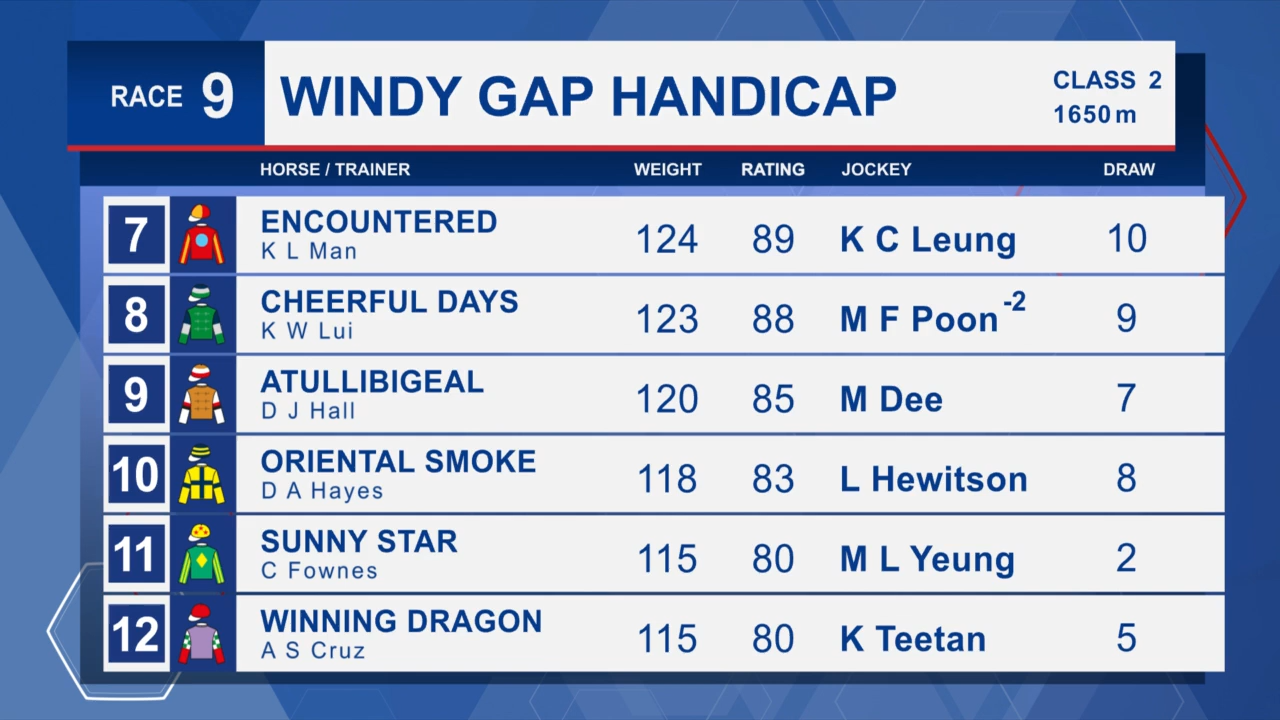 RACE 9 WINDY GAP HANDICAP CLASS 2
1650m
HORSE / TRAINER WEIGHT RATING JOCKEY DRAW
7 ENCOUNTERED 124 89 K C Leung 10
K L Man
8 CHEERFUL DAYS 123 88 M F Poon -2 9
K W Lui
9 ATULLIBIGEAL 120 85 M Dee 7
D J Hall
10 ORIENTAL SMOKE 118 83 L Hewitson 8
D A Hayes
11 SUNNY STAR 115 80 M L Yeung 2
C Fownes
12 WINNING DRAGON 115 80 K Teetan 5
A S Cruz